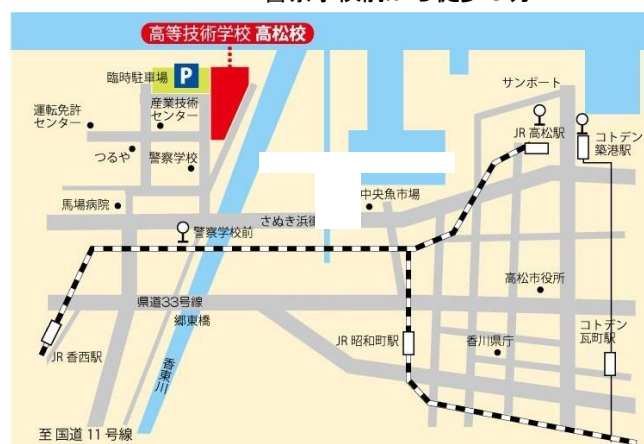 高等技術学校 高松校
臨時駐車場
P
運転免許
センター
産業技術
センター
つるや
警察学校
馬場病院
さぬき浜街
警察学校前
中央魚市場
サンポート
JR 高松駅
コトデン
築港駅
高松市役所
県道33号線
郷東橋
香東川
JR 香西駅
JR 昭和町駅
香川県庁
コトデン
瓦町駅
至 国道 11 号線